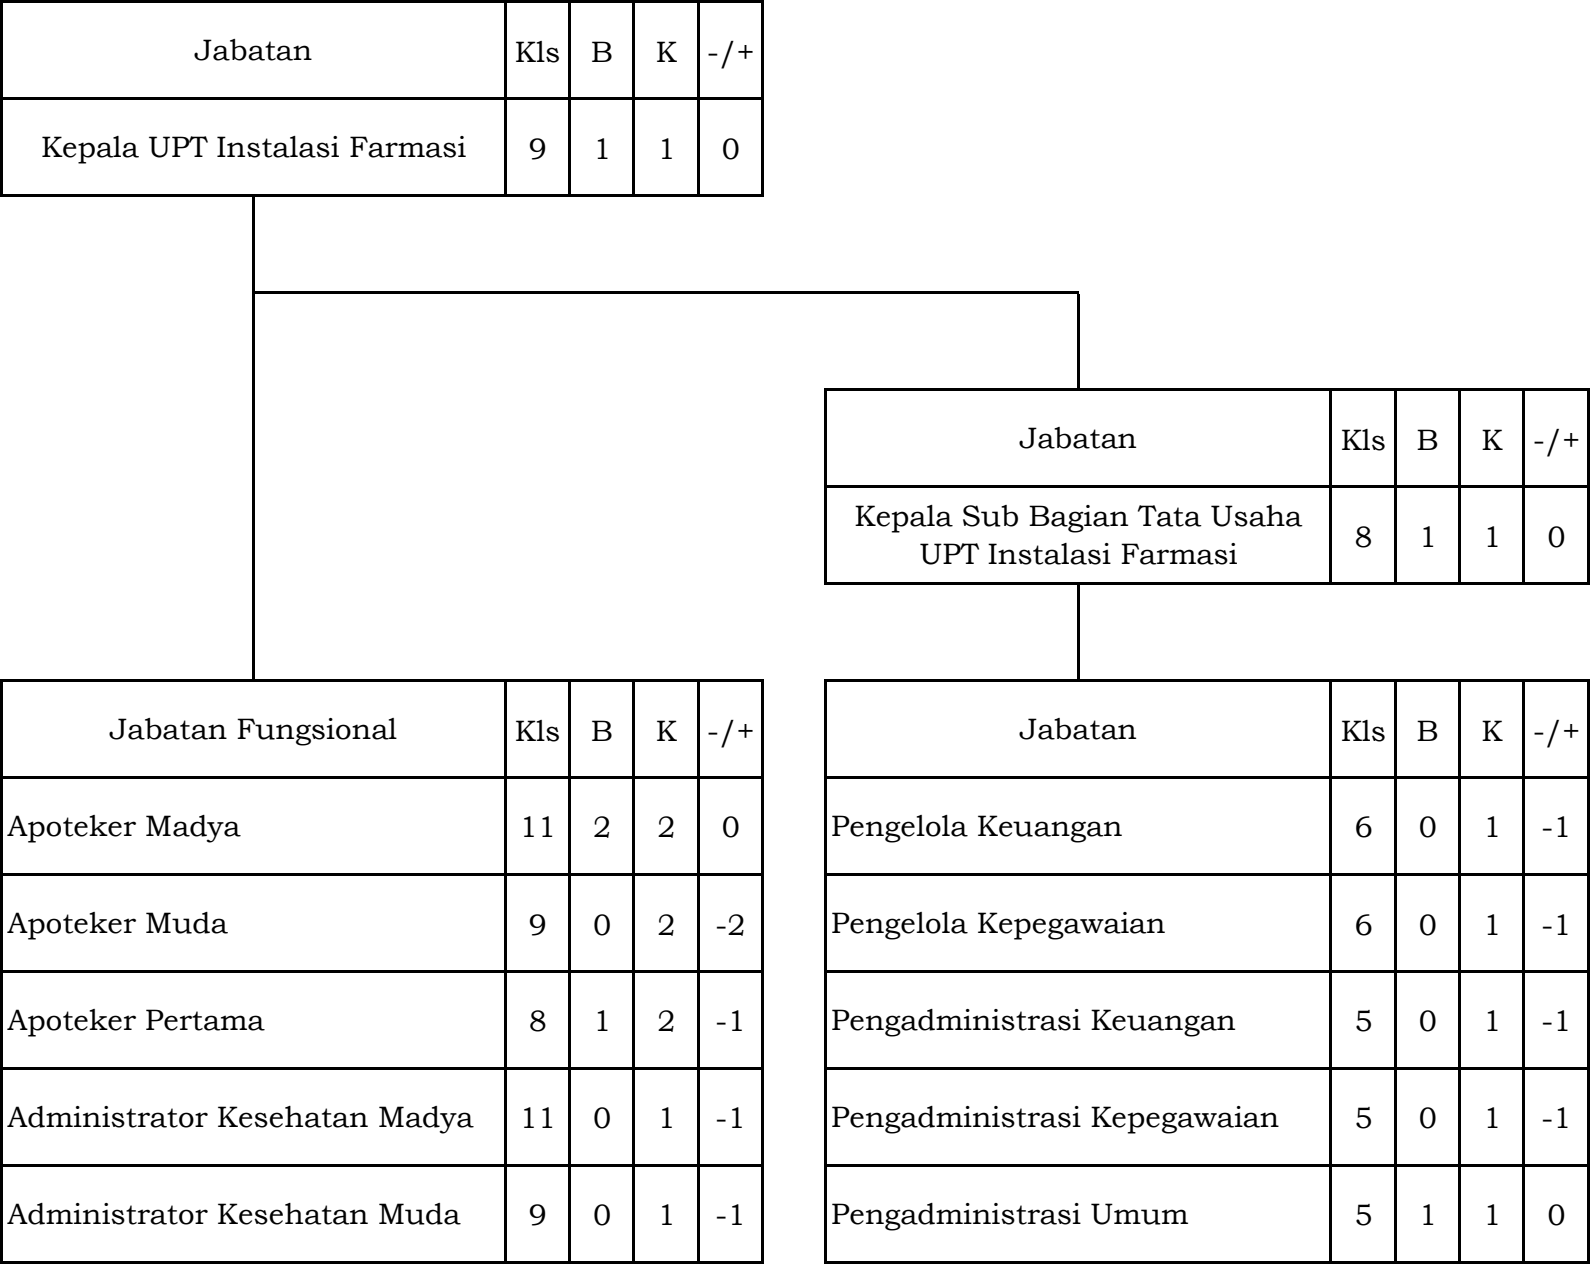 Jabatan Kls B K -/+
Kepala UPT Instalasi Farmasi 9 1 1 0
Jabatan Kls B K -/+
Kepala Sub Bagian Tata Usaha
UPT Instalasi Farmasi 8 1 1 0
Jabatan Fungsional Kls B K -/+
Apoteker Madya 11 2 2 0
Apoteker Muda 9 0 2 -2
Apoteker Pertama 8 1 2 -1
Administrator Kesehatan Madya 11 0 1 -1
Administrator Kesehatan Muda 9 0 1 -1
Jabatan Kls B K -/+
Pengelola Keuangan 6 0 1 -1
Pengelola Kepegawaian 6 0 1 -1
Pengadministrasi Keuangan 5 0 1 -1
Pengadministrasi Kepegawaian 5 0 1 -1
Pengadministrasi Umum 5 1 1 0